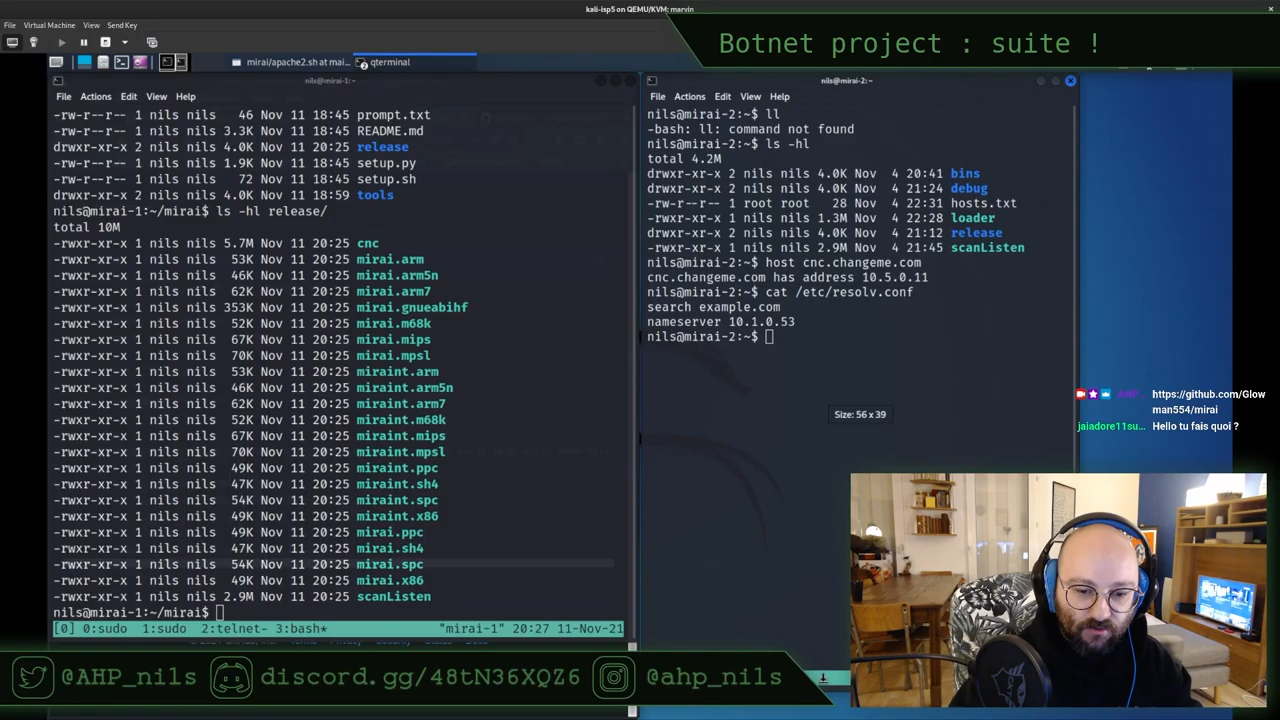 kali-isp5 on QEMU/KVM: marvin
File Virtual Machine View Send Key
Botnet project : suite !
mirai/apache2.sh at mai...
qterminal
nils@mirai-1: ~
File Actions Edit View Help
-rw-r--r-- 1 nils nils   46 Nov 11 18:45 prompt.txt
-rw-r--r-- 1 nils nils 3.3K Nov 11 18:45 README.md
drwxr-xr-x 2 nils nils 4.0K Nov 11 20:25 release
-rw-r--r-- 1 nils nils 1.9K Nov 11 18:45 setup.py
-rw-r--r-- 1 nils nils   72 Nov 11 18:45 setup.sh
drwxr-xr-x 2 nils nils 4.0K Nov 11 18:59 tools
nils@mirai-1:~/mirai$ ls -hl release/
total 10M
-rwxr-xr-x 1 nils nils 5.7M Nov 11 20:25 cnc
-rwxr-xr-x 1 nils nils  53K Nov 11 20:25 mirai.arm
-rwxr-xr-x 1 nils nils  46K Nov 11 20:25 mirai.arm5n
-rwxr-xr-x 1 nils nils  62K Nov 11 20:25 mirai.arm7
-rwxr-xr-x 1 nils nils 353K Nov 11 20:25 mirai.gnueabihf
-rwxr-xr-x 1 nils nils  52K Nov 11 20:25 mirai.m68k
-rwxr-xr-x 1 nils nils  67K Nov 11 20:25 mirai.mips
-rwxr-xr-x 1 nils nils  70K Nov 11 20:25 mirai.mpsl
-rwxr-xr-x 1 nils nils  53K Nov 11 20:25 miraint.arm
-rwxr-xr-x 1 nils nils  46K Nov 11 20:25 miraint.arm5n
-rwxr-xr-x 1 nils nils  62K Nov 11 20:25 miraint.arm7
-rwxr-xr-x 1 nils nils  52K Nov 11 20:25 miraint.m68k
-rwxr-xr-x 1 nils nils  67K Nov 11 20:25 miraint.mips
-rwxr-xr-x 1 nils nils  70K Nov 11 20:25 miraint.mpsl
-rwxr-xr-x 1 nils nils  49K Nov 11 20:25 miraint.ppc
-rwxr-xr-x 1 nils nils  47K Nov 11 20:25 miraint.sh4
-rwxr-xr-x 1 nils nils  54K Nov 11 20:25 miraint.spc
-rwxr-xr-x 1 nils nils  49K Nov 11 20:25 miraint.x86
-rwxr-xr-x 1 nils nils  49K Nov 11 20:25 mirai.ppc
-rwxr-xr-x 1 nils nils  47K Nov 11 20:25 mirai.sh4
-rwxr-xr-x 1 nils nils  54K Nov 11 20:25 mirai.spc
-rwxr-xr-x 1 nils nils  49K Nov 11 20:25 mirai.x86
-rwxr-xr-x 1 nils nils 2.9M Nov 11 20:25 scanListen
nils@mirai-1:~/mirai$
[0] 0:sudo  1:sudo  2:telnet- 3:bash* "mirai-1" 20:27 11-Nov-21
nils@mirai-2: ~
File Actions Edit View Help
nils@mirai-2:~$ ll
-bash: ll: command not found
nils@mirai-2:~$ ls -hl
total 4.2M
drwxr-xr-x 2 nils nils 4.0K Nov  4 20:41 bins
drwxr-xr-x 2 nils nils 4.0K Nov  4 21:24 debug
-rw-r--r-- 1 root root   28 Nov  4 22:31 hosts.txt
-rwxr-xr-x 1 nils nils 1.3M Nov  4 22:28 loader
drwxr-xr-x 2 nils nils 4.0K Nov  4 21:12 release
-rwxr-xr-x 1 nils nils 2.9M Nov  4 21:45 scanListen
nils@mirai-2:~$ host cnc.changeme.com
cnc.changeme.com has address 10.5.0.11
nils@mirai-2:~$ cat /etc/resolv.conf
search example.com
nameserver 10.1.0.53
nils@mirai-2:~$
Size: 56 x 39
https://github.com/Glow
man554/mirai
jaiadore11su... Hello tu fais quoi ?
@AHP_nils discord.gg/48tN36XQZ6 @ahp_nils